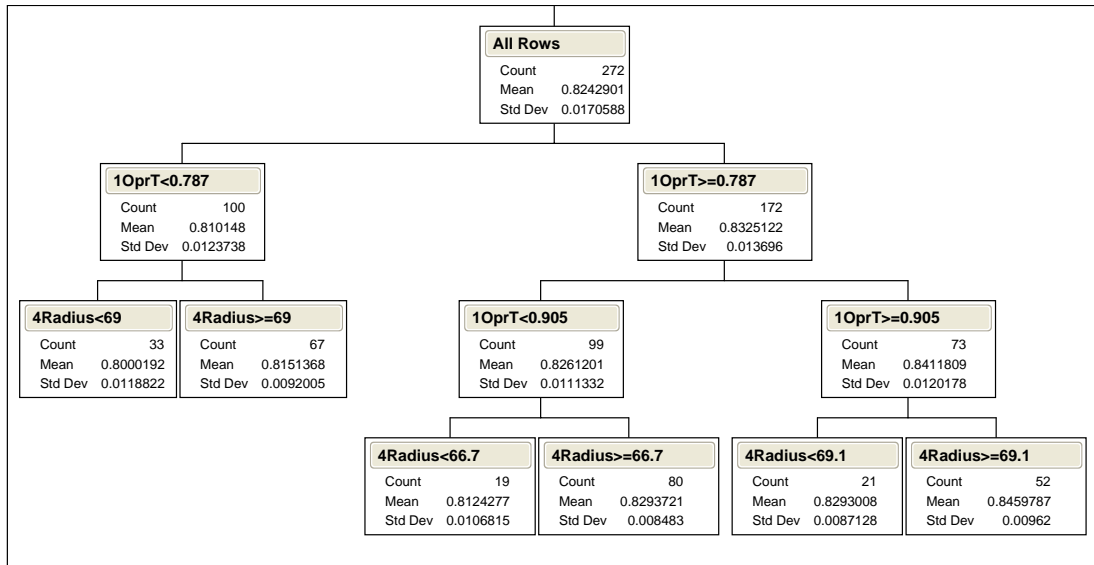 All Rows
Count 272
Mean 0.8242901
Std Dev 0.0170588
1OprT<0.787
Count 100
Mean 0.810148
Std Dev 0.0123738
1OprT>=0.787
Count 172
Mean 0.8325122
Std Dev 0.013696
4Radius<69
Count 33
Mean 0.8000192
Std Dev 0.0118822
4Radius>=69
Count 67
Mean 0.8151368
Std Dev 0.0092005
1OprT<0.905
Count 99
Mean 0.8261201
Std Dev 0.0111332
1OprT>=0.905
Count 73
Mean 0.8411809
Std Dev 0.0120178
4Radius<66.7
Count 19
Mean 0.8124277
Std Dev 0.0106815
4Radius>=66.7
Count 80
Mean 0.8293721
Std Dev 0.008483
4Radius<69.1
Count 21
Mean 0.8293008
Std Dev 0.0087128
4Radius>=69.1
Count 52
Mean 0.8459787
Std Dev 0.00962